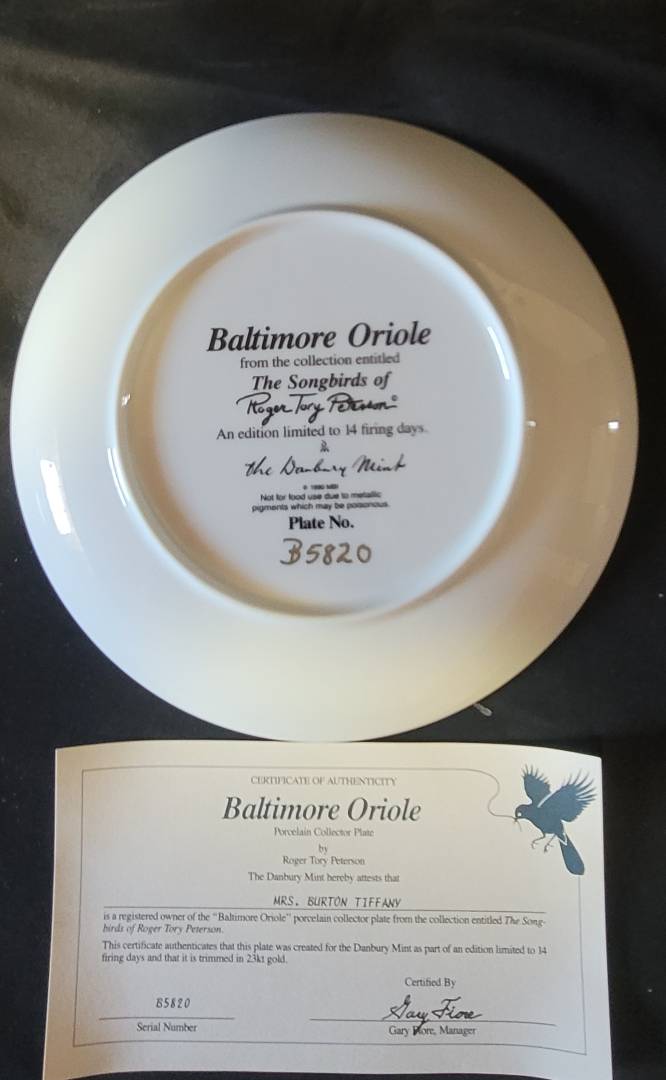 Baltimore Oriole
from the collection entitled
The Songbirds of
Roger Tory Peterson®
An edition limited to 14 firing days.
the Danbury Mint
© 1990 MBI
Not for food use due to metallic
pigments which may be poisonous.
Plate No.
B5820
CERTIFICATE OF AUTHENTICITY
Baltimore Oriole
Porcelain Collector Plate
by
Roger Tory Peterson
The Danbury Mint hereby attests that
MRS. BURTON TIFFANY
is a registered owner of the "Baltimore Oriole" porcelain collector plate from the collection entitled The Song-
birds of Roger Tory Peterson.
This certificate authenticates that this plate was created for the Danbury Mint as part of an edition limited to 14
firing days and that it is trimmed in 23kt gold.
Certified By
B5820
Gary Fiore
Serial Number
Gary Fiore, Manager